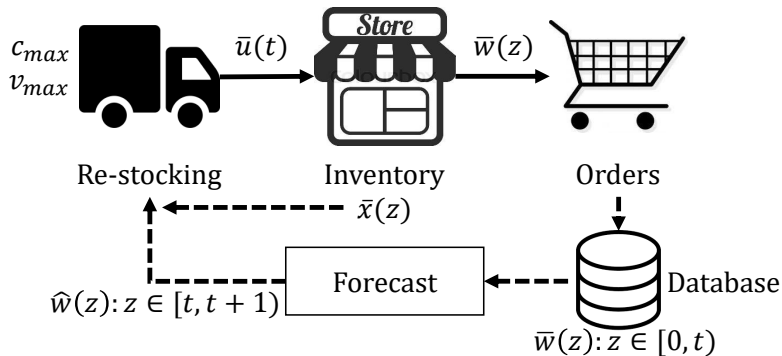 Store
c_max
v_max
ū(t)
w̄(z)
Re-stocking
Inventory
Orders
x̄(z)
Forecast
Database
ŵ(z): z ∈ [t, t + 1)
w̄(z): z ∈ [0, t)